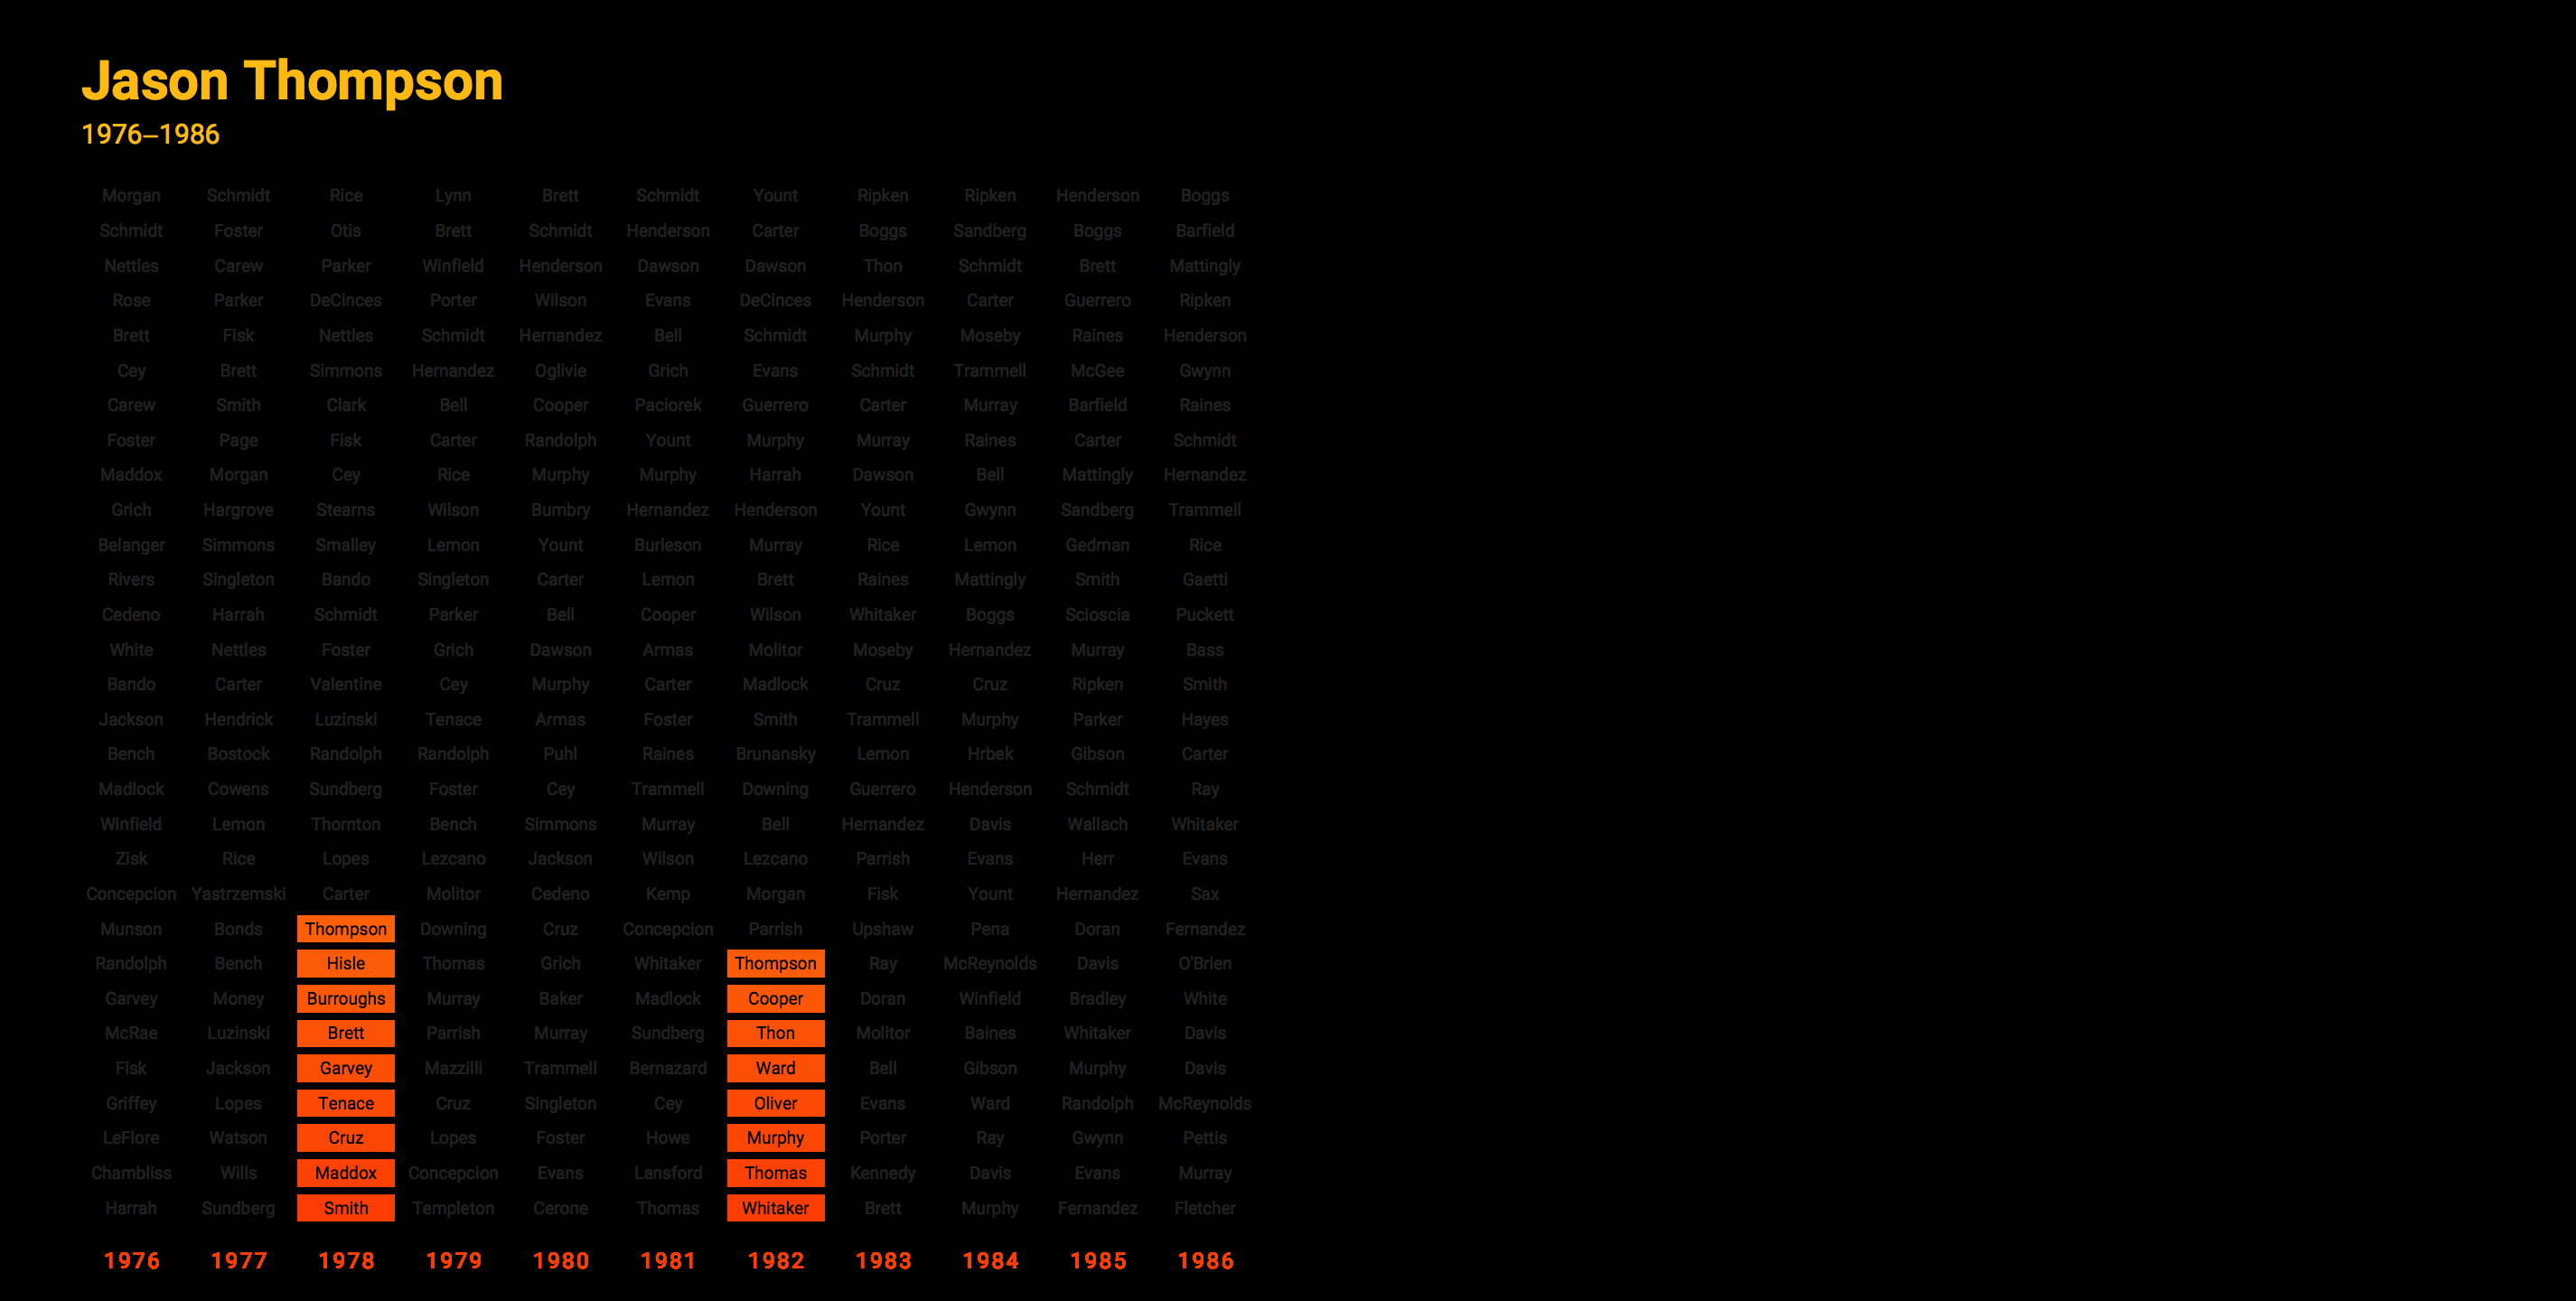 Jason Thompson
1976–1986
Morgan Schmidt Rice Lynn Brett Schmidt Yount Ripken Ripken Henderson Boggs
Schmidt Foster Otis Brett Schmidt Henderson Carter Boggs Sandberg Boggs Barfield
Nettles Carew Parker Winfield Henderson Dawson Dawson Thon Schmidt Brett Mattingly
Rose Parker DeCinces Porter Wilson Evans DeCinces Henderson Carter Guerrero Ripken
Brett Fisk Nettles Schmidt Hernandez Bell Schmidt Murphy Moseby Raines Henderson
Cey Brett Simmons Hernandez Oglivie Grich Evans Schmidt Trammell McGee Gwynn
Carew Smith Clark Bell Cooper Paciorek Guerrero Carter Murray Barfield Raines
Foster Page Fisk Carter Randolph Yount Murphy Murray Raines Carter Schmidt
Maddox Morgan Cey Rice Murphy Murphy Harrah Dawson Bell Mattingly Hernandez
Grich Hargrove Stearns Wilson Bumbry Hernandez Henderson Yount Gwynn Sandberg Trammell
Belanger Simmons Smalley Lemon Yount Burleson Murray Rice Lemon Gedman Rice
Rivers Singleton Bando Singleton Carter Lemon Brett Raines Mattingly Smith Gaetti
Cedeno Harrah Schmidt Parker Bell Cooper Wilson Whitaker Boggs Scioscia Puckett
White Nettles Foster Grich Dawson Armas Molitor Moseby Hernandez Murray Bass
Bando Carter Valentine Cey Murphy Carter Madlock Cruz Cruz Ripken Smith
Jackson Hendrick Luzinski Tenace Armas Foster Smith Trammell Murphy Parker Hayes
Bench Bostock Randolph Randolph Puhl Raines Brunansky Lemon Hrbek Gibson Carter
Madlock Cowens Sundberg Foster Cey Trammell Downing Guerrero Henderson Schmidt Ray
Winfield Lemon Thornton Bench Simmons Murray Bell Hernandez Davis Wallach Whitaker
Zisk Rice Lopes Lezcano Jackson Wilson Lezcano Parrish Evans Herr Evans
Concepcion Yastrzemski Carter Molitor Cedeno Kemp Morgan Fisk Yount Hernandez Sax
Munson Bonds Thompson Downing Cruz Concepcion Parrish Upshaw Pena Doran Fernandez
Randolph Bench Hisle Thomas Grich Whitaker Thompson Ray McReynolds Davis O'Brien
Garvey Money Burroughs Murray Baker Madlock Cooper Doran Winfield Bradley White
McRae Luzinski Brett Parrish Murray Sundberg Thon Molitor Baines Whitaker Davis
Fisk Jackson Garvey Mazzilli Trammell Bernazard Ward Bell Gibson Murphy Davis
Griffey Lopes Tenace Cruz Singleton Cey Oliver Evans Ward Randolph McReynolds
LeFlore Watson Cruz Lopes Foster Howe Murphy Porter Ray Gwynn Pettis
Chambliss Wills Maddox Concepcion Evans Lansford Thomas Kennedy Davis Evans Murray
Harrah Sundberg Smith Templeton Cerone Thomas Whitaker Brett Murphy Fernandez Fletcher
1976 1977 1978 1979 1980 1981 1982 1983 1984 1985 1986